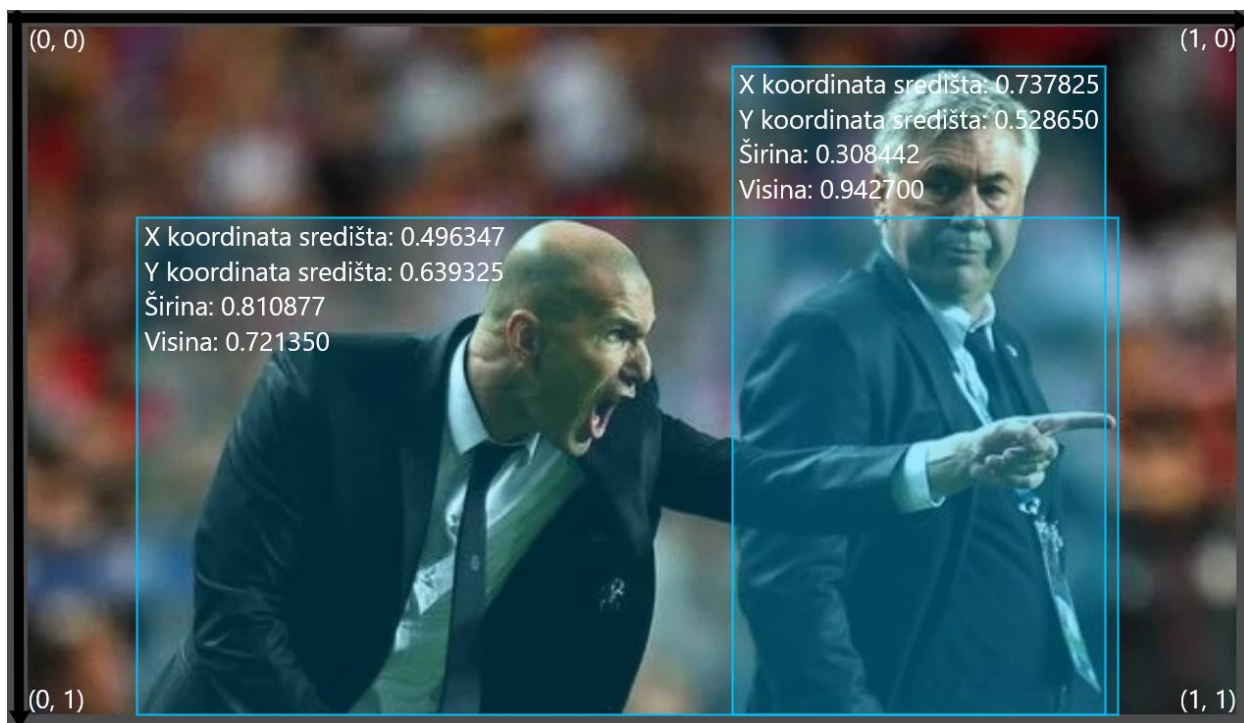 (0, 0)
(1, 0)
X koordinata središta: 0.737825
Y koordinata središta: 0.528650
Širina: 0.308442
Visina: 0.942700
X koordinata središta: 0.496347
Y koordinata središta: 0.639325
Širina: 0.810877
Visina: 0.721350
(0, 1)
(1, 1)